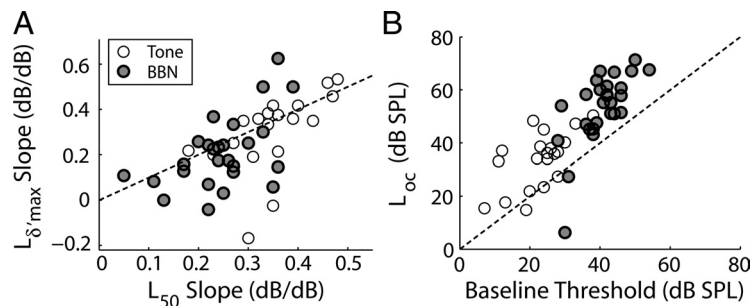 A
L δ'max Slope (dB/dB)
0.6
0.4
0.2
0
−0.2
Tone
BBN
0 0.1 0.2 0.3 0.4 0.5
L50 Slope (dB/dB)
B
Loc (dB SPL)
80
60
40
20
0
0 20 40 60 80
Baseline Threshold (dB SPL)